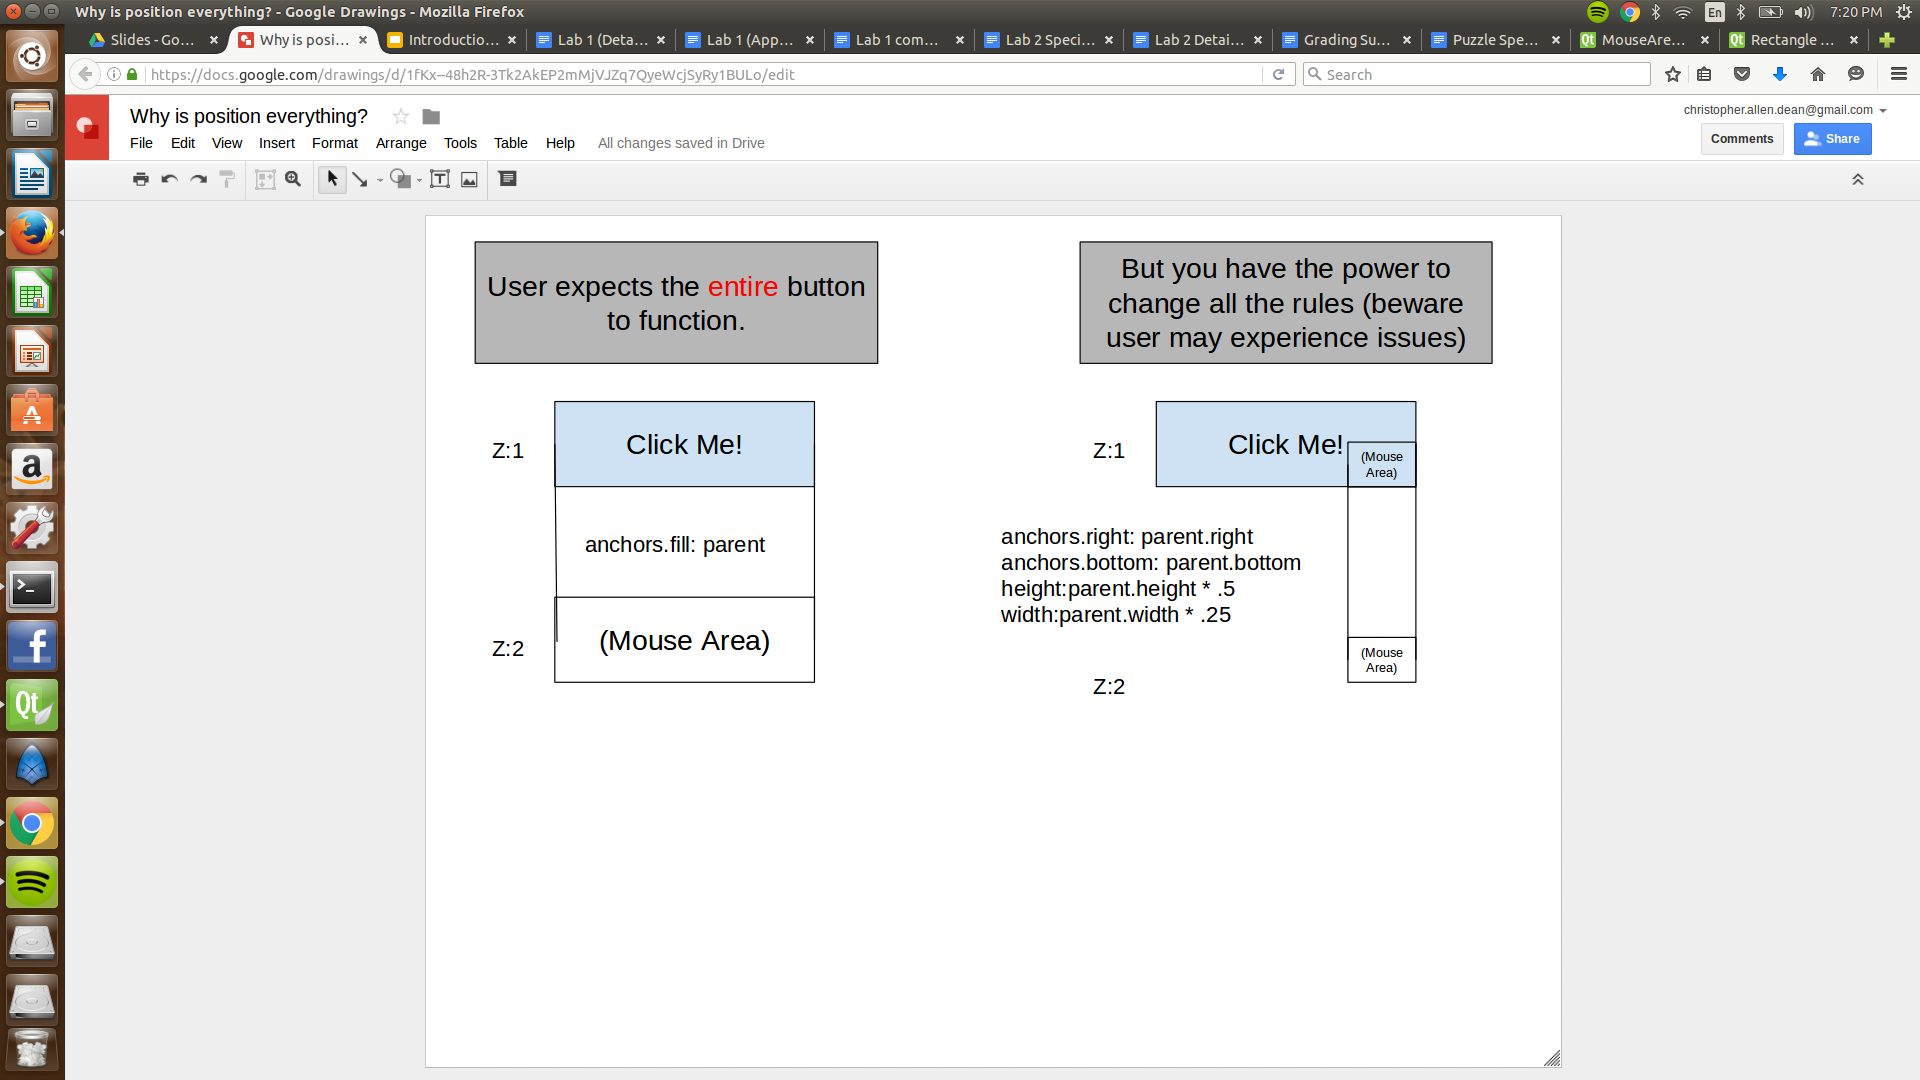 Why is position everything? - Google Drawings - Mozilla Firefox
En
7:20 PM
Slides - Go...
Why is posi...
Introductio...
Lab 1 (Deta...
Lab 1 (App...
Lab 1 com...
Lab 2 Speci...
Lab 2 Detai...
Grading Su...
Puzzle Spe...
MouseAre...
Rectangle ...
https://docs.google.com/drawings/d/1fKx--48h2R-3Tk2AkEP2mMjVJZq7QyeWcjSyRy1BULo/edit
Search
Why is position everything?
christopher.allen.dean@gmail.com
File Edit View Insert Format Arrange Tools Table Help All changes saved in Drive
Comments
Share
User expects the entire button
to function.
But you have the power to
change all the rules (beware
user may experience issues)
Z:1
Click Me!
anchors.fill: parent
Z:2
(Mouse Area)
Z:1
Click Me!
(Mouse
Area)
anchors.right: parent.right
anchors.bottom: parent.bottom
height:parent.height * .5
width:parent.width * .25
(Mouse
Area)
Z:2